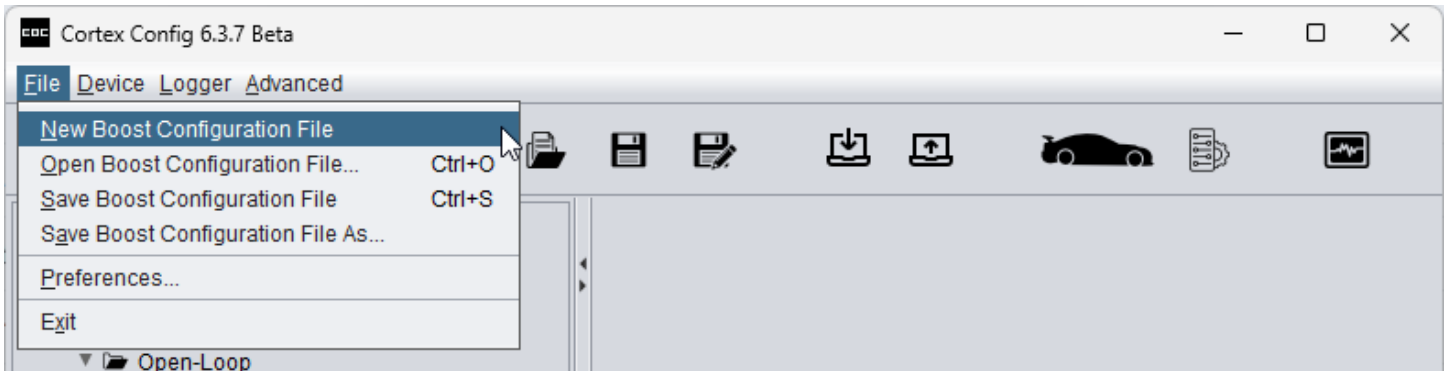 CDC Cortex Config 6.3.7 Beta
File Device Logger Advanced
New Boost Configuration File
Open Boost Configuration File... Ctrl+O
Save Boost Configuration File Ctrl+S
Save Boost Configuration File As...
Preferences...
Exit
Open-Loop